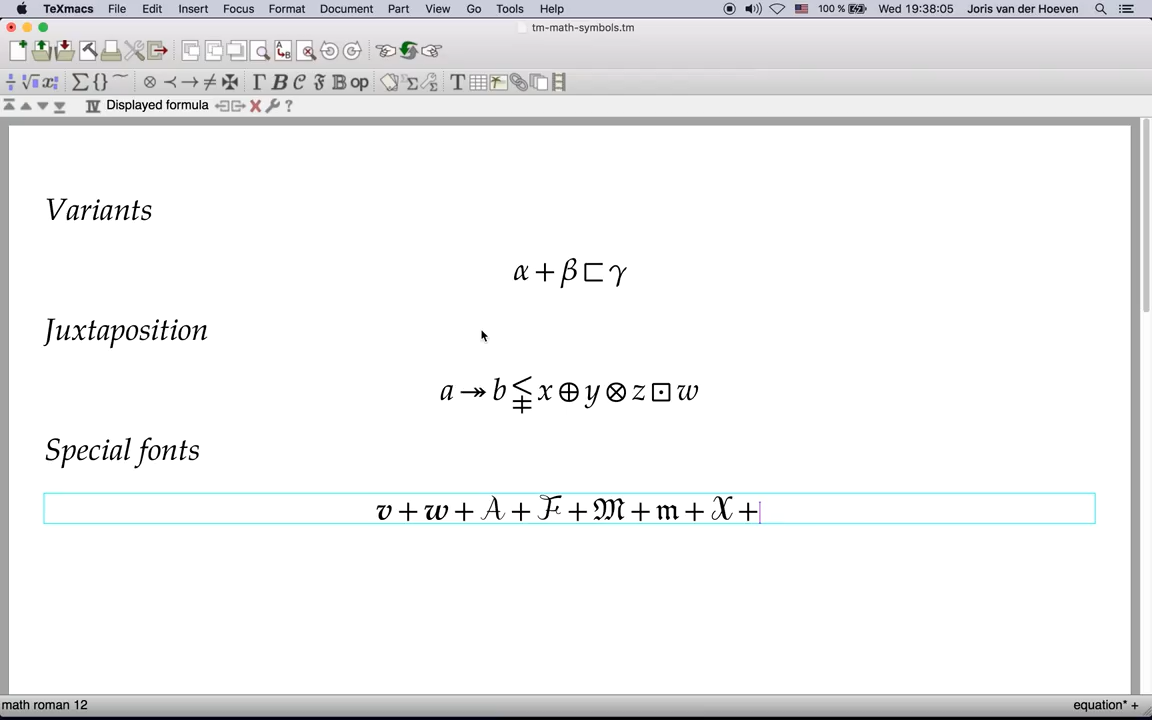 TeXmacs File Edit Insert Focus Format Document Part View Go Tools Help 100 % Wed 19:38:05 Joris van der Hoeven
tm-math-symbols.tm
Γ B C F B op T
Displayed formula ?
Variants
α + β ⊏ γ
Juxtaposition
a ↠ b ⪇ x ⊕ y ⊗ z ⊡ w
Special fonts
𝒗 + 𝒘 + 𝒜 + ℱ + 𝔐 + 𝔪 + 𝒳 +
math roman 12 equation* +